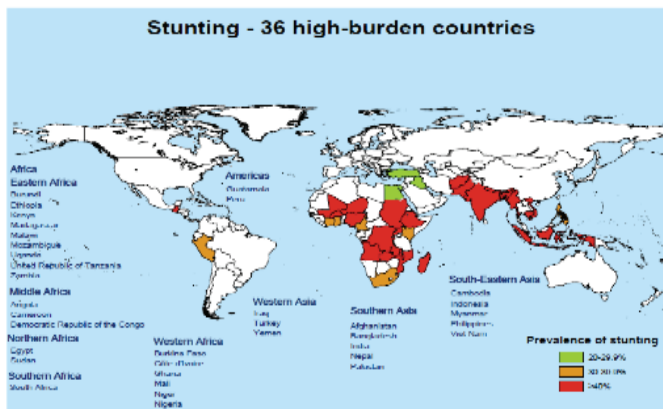 Stunting - 36 high-burden countries
Africa
Eastern Africa
Burundi
Ethiopia
Kenya
Madagascar
Malawi
Mozambique
Uganda
United Republic of Tanzania
Zambia
Middle Africa
Angola
Cameroon
Democratic Republic of the Congo
Northern Africa
Egypt
Sudan
Southern Africa
South Africa
Americas
Guatemala
Peru
Western Asia
Iraq
Turkey
Yemen
Western Africa
Burkina Faso
Côte d'Ivoire
Ghana
Mali
Niger
Nigeria
Southern Asia
Afghanistan
Bangladesh
India
Nepal
Pakistan
South-Eastern Asia
Cambodia
Indonesia
Myanmar
Philippines
Viet Nam
Prevalence of stunting
20-29.9%
≥40%